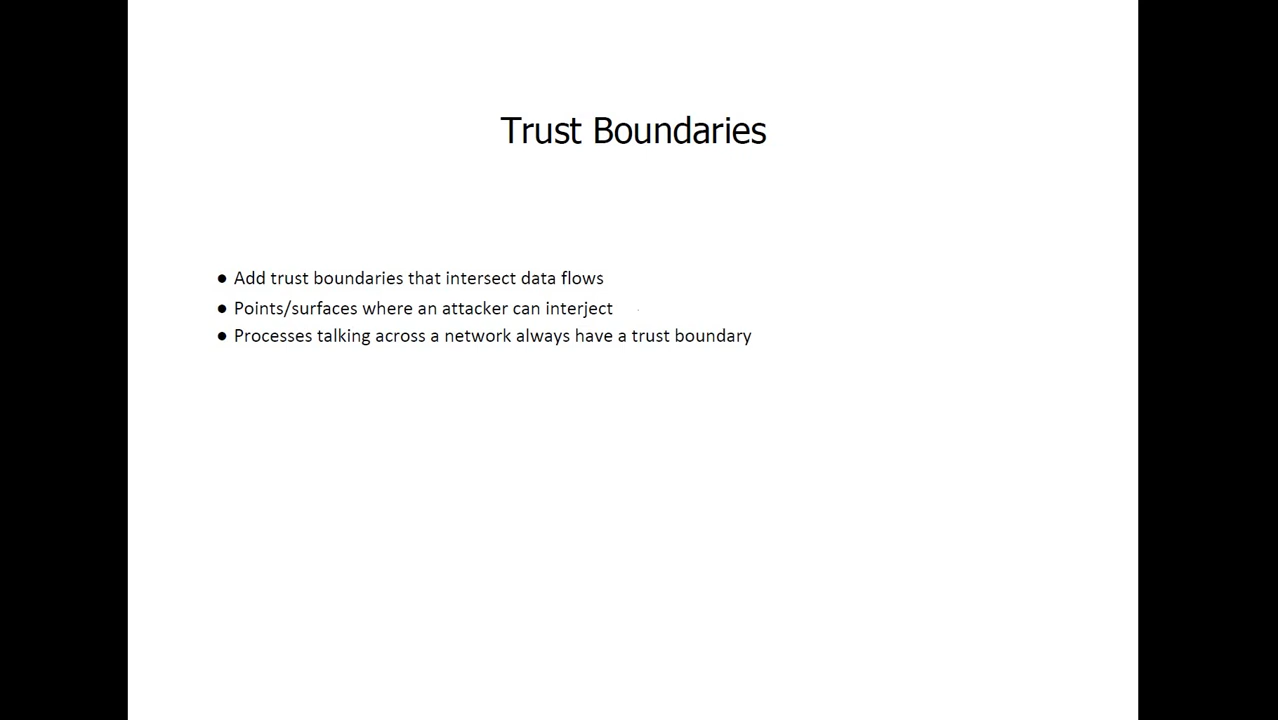 Trust Boundaries
● Add trust boundaries that intersect data flows
● Points/surfaces where an attacker can interject
● Processes talking across a network always have a trust boundary